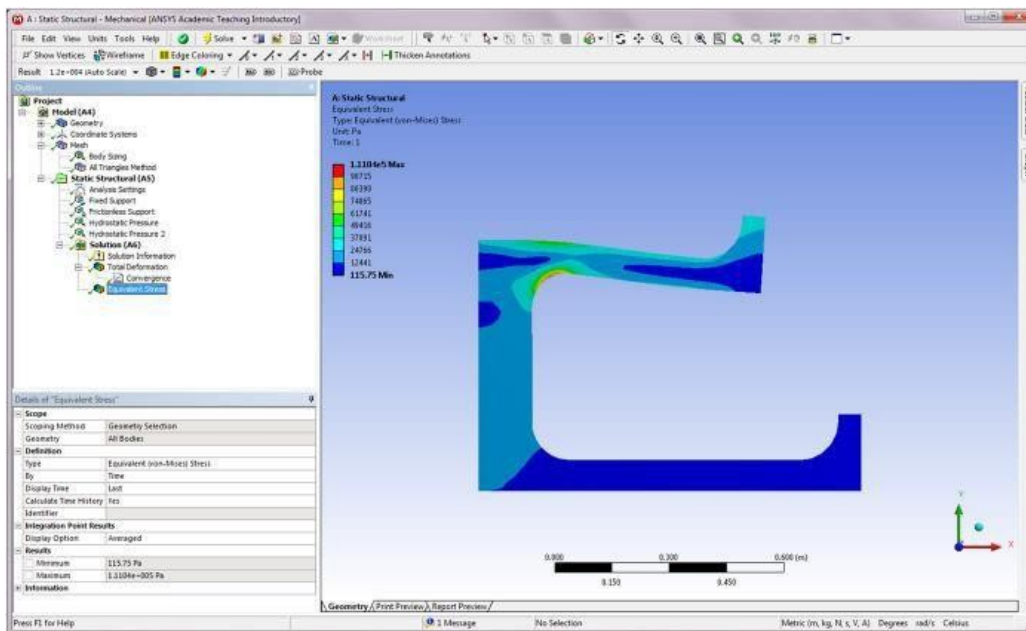 A : Static Structural - Mechanical [ANSYS Academic Teaching Introductory]
File Edit View Units Tools Help Solve
Show Vertices Wireframe Edge Coloring Thicken Annotations
Result 1.2e+004 (Auto Scale) Probe
Outline
Project
Model (A4)
Geometry
Coordinate Systems
Mesh
Body Sizing
All Triangles Method
Static Structural (A5)
Analysis Settings
Fixed Support
Frictionless Support
Hydrostatic Pressure
Hydrostatic Pressure 2
Solution (A6)
Solution Information
Total Deformation
Convergence
Equivalent Stress
A: Static Structural
Equivalent Stress
Type: Equivalent (von-Mises) Stress
Unit: Pa
Time: 1
1.1104e5 Max
98715
86390
74065
61741
49416
37091
24766
12441
115.75 Min
Details of "Equivalent Stress"
Scope
Scoping Method Geometry Selection
Geometry All Bodies
Definition
Type Equivalent (von-Mises) Stress
By Time
Display Time Last
Calculate Time History Yes
Identifier
Integration Point Results
Display Option Averaged
Results
Minimum 115.75 Pa
Maximum 1.1104e+005 Pa
Information
0.000 0.300 0.600 (m)
0.150 0.450
Y
X
Geometry Print Preview Report Preview
Press F1 for Help 1 Message No Selection Metric (m, kg, N, s, V, A) Degrees rad/s Celsius